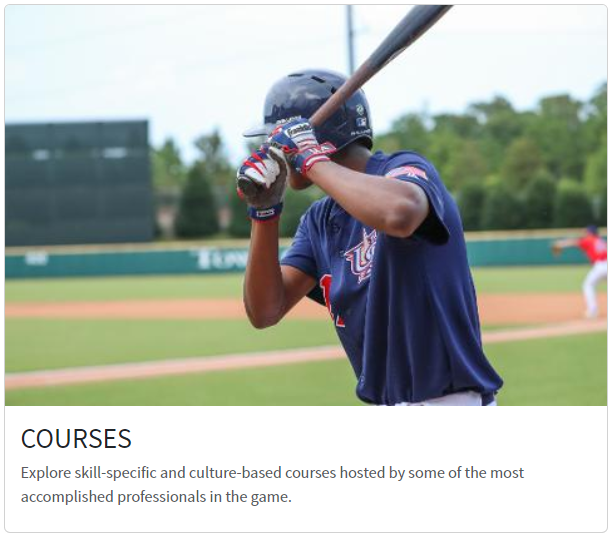 COURSES
Explore skill-specific and culture-based courses hosted by some of the most
accomplished professionals in the game.